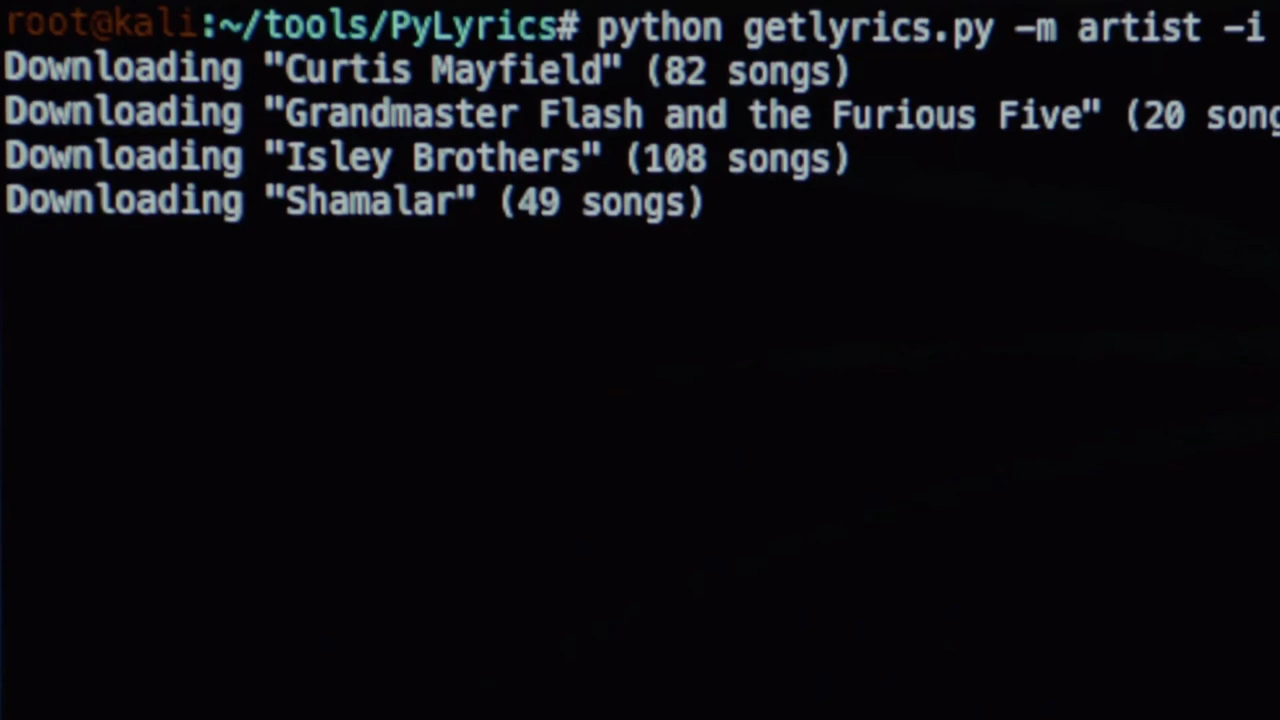 root@kali:~/tools/PyLyrics# python getlyrics.py -m artist -i
Downloading "Curtis Mayfield" (82 songs)
Downloading "Grandmaster Flash and the Furious Five" (20 song
Downloading "Isley Brothers" (108 songs)
Downloading "Shamalar" (49 songs)